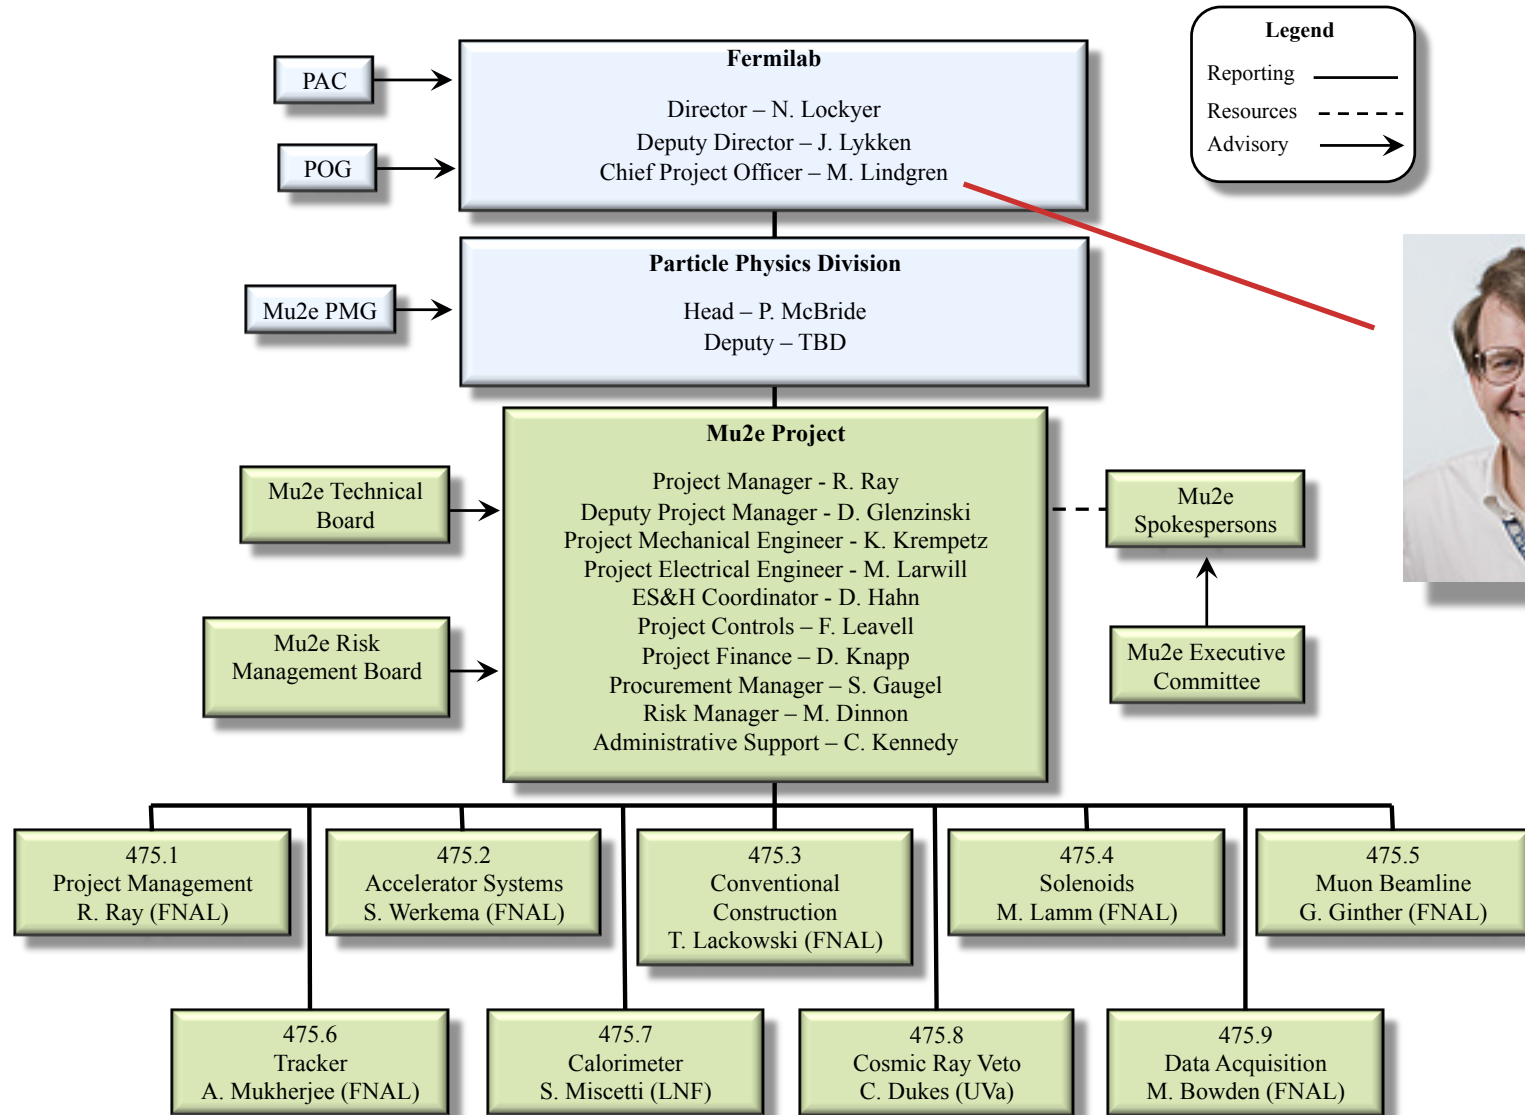 Legend
Reporting
Resources
Advisory
Fermilab
Director – N. Lockyer
Deputy Director – J. Lykken
Chief Project Officer – M. Lindgren
PAC
POG
Particle Physics Division
Head – P. McBride
Deputy – TBD
Mu2e PMG
Mu2e Project
Project Manager - R. Ray
Deputy Project Manager - D. Glenzinski
Project Mechanical Engineer - K. Krempetz
Project Electrical Engineer - M. Larwill
ES&H Coordinator - D. Hahn
Project Controls – F. Leavell
Project Finance – D. Knapp
Procurement Manager – S. Gaugel
Risk Manager – M. Dinnon
Administrative Support – C. Kennedy
Mu2e Technical
Board
Mu2e Risk
Management Board
Mu2e
Spokespersons
Mu2e Executive
Committee
475.1
Project Management
R. Ray (FNAL)
475.2
Accelerator Systems
S. Werkema (FNAL)
475.3
Conventional
Construction
T. Lackowski (FNAL)
475.4
Solenoids
M. Lamm (FNAL)
475.5
Muon Beamline
G. Ginther (FNAL)
475.6
Tracker
A. Mukherjee (FNAL)
475.7
Calorimeter
S. Miscetti (LNF)
475.8
Cosmic Ray Veto
C. Dukes (UVa)
475.9
Data Acquisition
M. Bowden (FNAL)